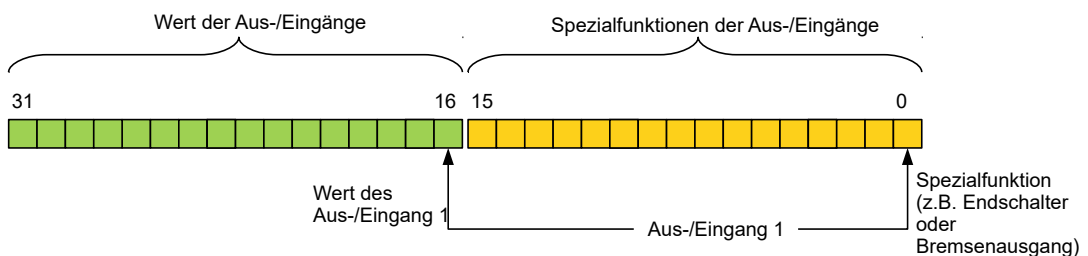 Wert der Aus-/Eingänge
Spezialfunktionen der Aus-/Eingänge
31
16
15
0
Wert des
Aus-/Eingang 1
Aus-/Eingang 1
Spezialfunktion
(z.B. Endschalter
oder
Bremsenausgang)